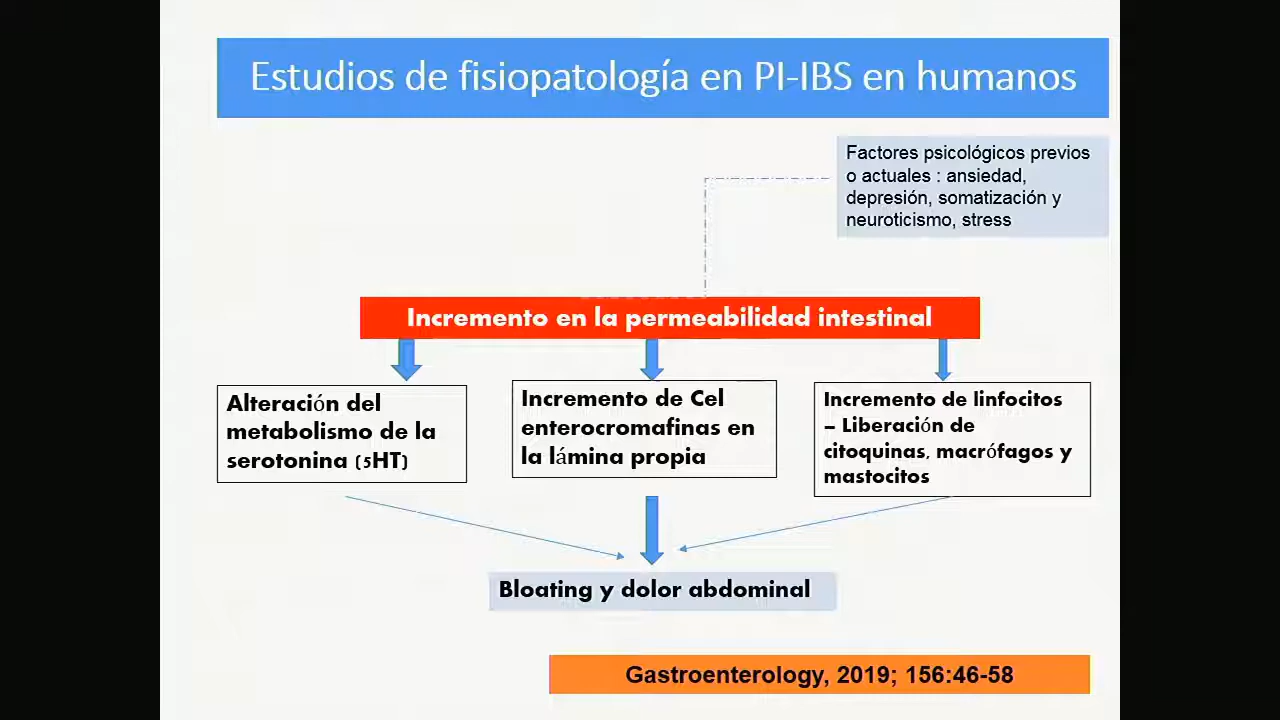 Estudios de fisiopatología en PI-IBS en humanos
Factores psicológicos previos
o actuales : ansiedad,
depresión, somatización y
neuroticismo, stress
Incremento en la permeabilidad intestinal
Alteración del
metabolismo de la
serotonina (5HT)
Incremento de Cel
enterocromafinas en
la lámina propia
Incremento de linfocitos
– Liberación de
citoquinas, macrófagos y
mastocitos
Bloating y dolor abdominal
Gastroenterology, 2019; 156:46-58